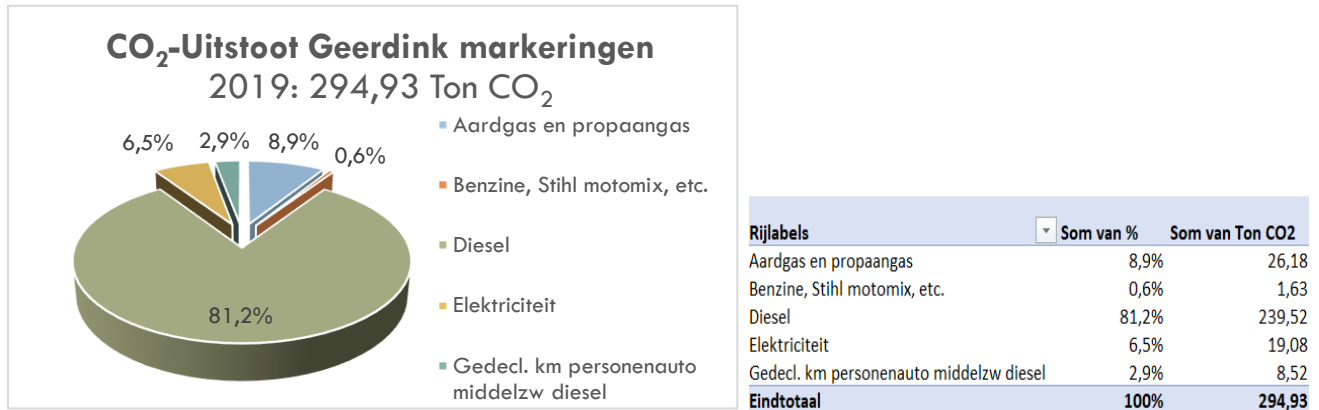 CO₂-Uitstoot Geerdink markeringen
2019: 294,93 Ton CO₂
6,5%
2,9%
8,9%
0,6%
81,2%
Aardgas en propaangas
Benzine, Stihl motomix, etc.
Diesel
Elektriciteit
Gedecl. km personenauto
middelzw diesel
Rijlabels Som van % Som van Ton CO2
Aardgas en propaangas 8,9% 26,18
Benzine, Stihl motomix, etc. 0,6% 1,63
Diesel 81,2% 239,52
Elektriciteit 6,5% 19,08
Gedecl. km personenauto middelzw diesel 2,9% 8,52
Eindtotaal 100% 294,93